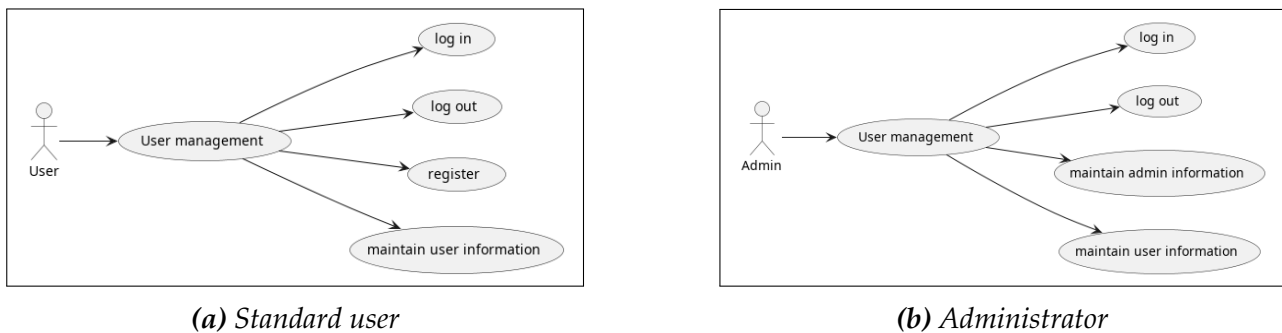 log in
log out
User management
User
register
maintain user information
(a) Standard user
log in
log out
User management
Admin
maintain admin information
maintain user information
(b) Administrator